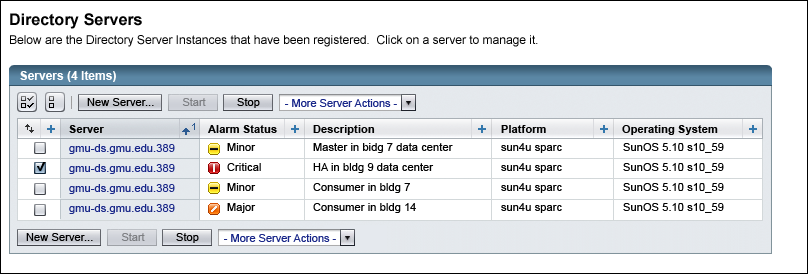 Directory Servers
Below are the Directory Server Instances that have been registered. Click on a server to manage it.
Servers (4 Items)
New Server... Start Stop - More Server Actions -
Server 1 Alarm Status Description Platform Operating System
gmu-ds.gmu.edu.389 Minor Master in bidg 7 data center sun4u sparc SunOS 5.10 s10_59
gmu-ds.gmu.edu.389 Critical HA in bldg 9 data center sun4u sparc SunOS 5.10 s10_59
gmu-ds.gmu.edu.389 Minor Consumer in bldg 7 sun4u sparc SunOS 5.10 s10_59
gmu-ds.gmu.edu.389 Major Consumer in bldg 14 sun4u sparc SunOS 5.10 s10_59
New Server... Start Stop - More Server Actions -